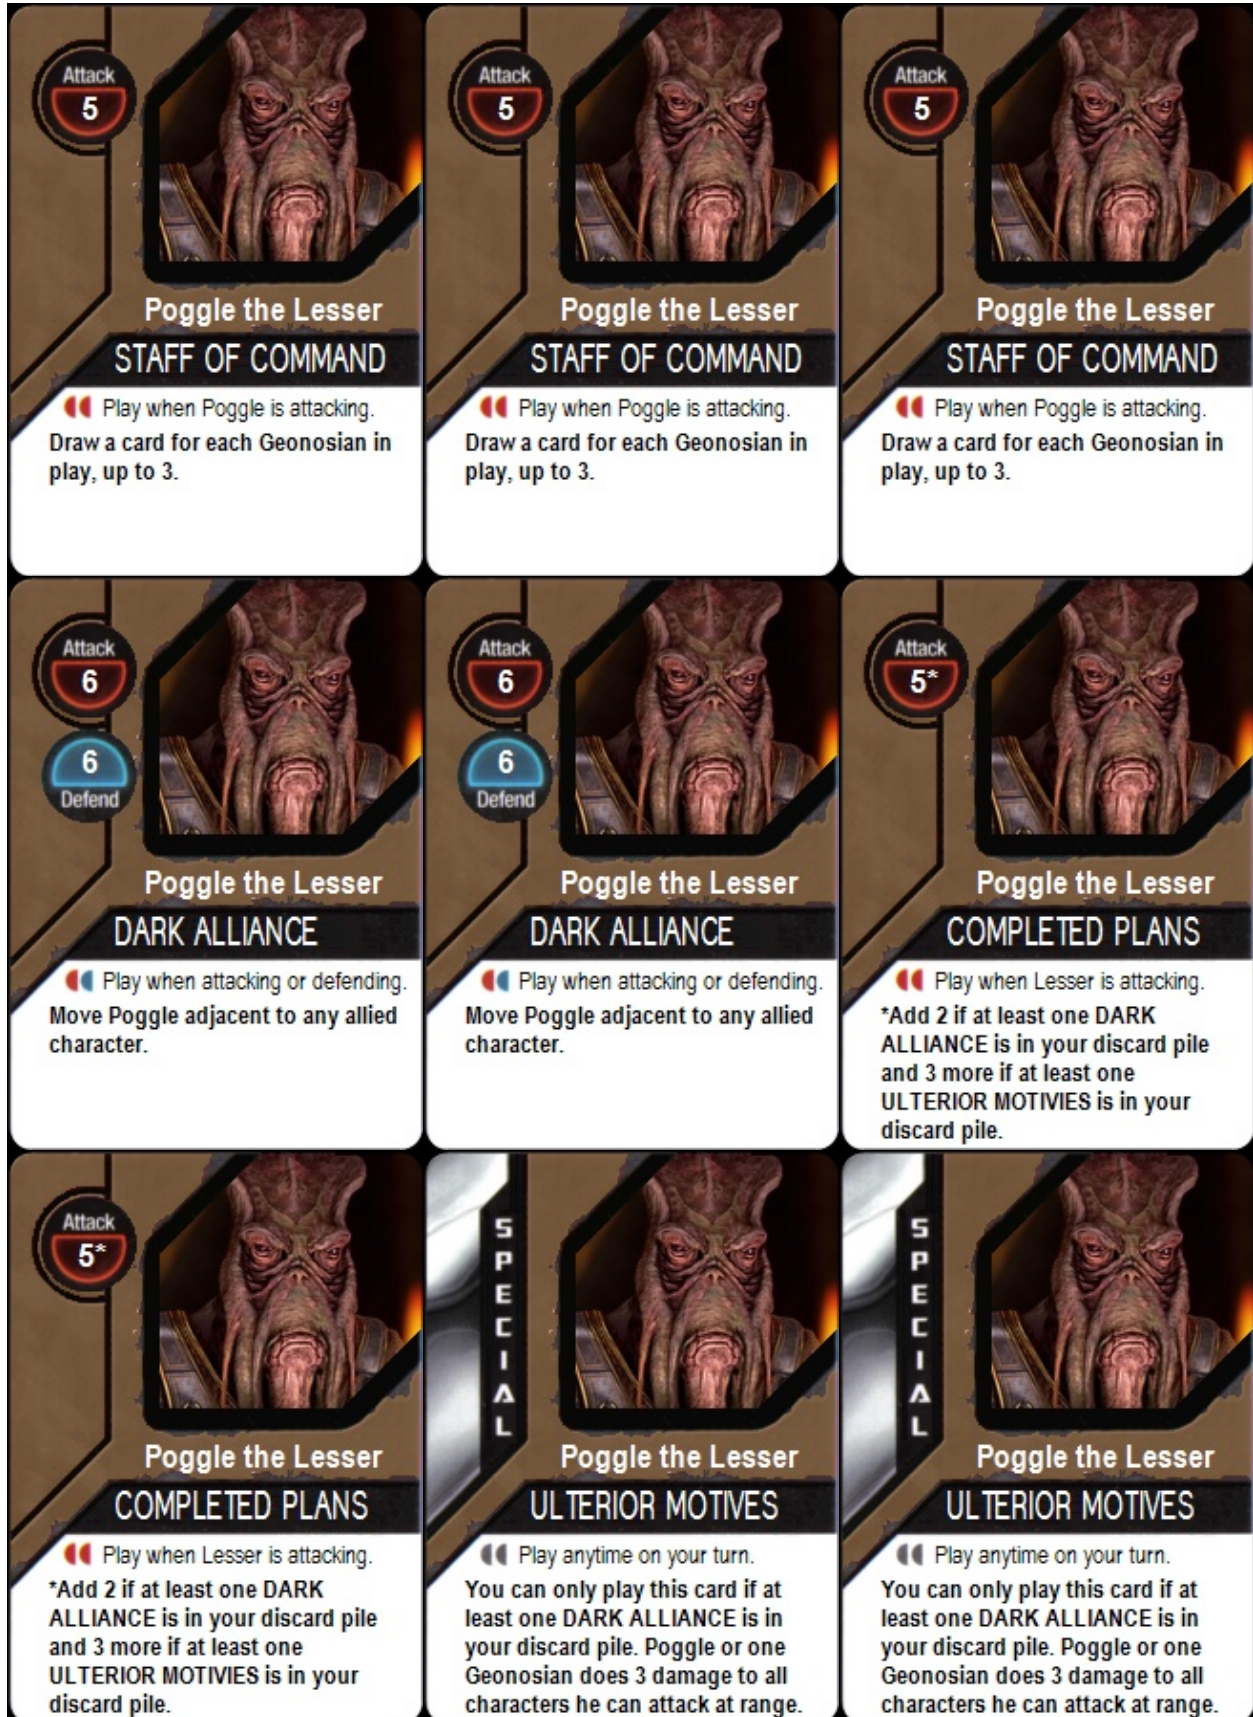 Attack
5
Poggle the Lesser
STAFF OF COMMAND
Play when Poggle is attacking.
Draw a card for each Geonosian in
play, up to 3.
Attack
5
Poggle the Lesser
STAFF OF COMMAND
Play when Poggle is attacking.
Draw a card for each Geonosian in
play, up to 3.
Attack
5
Poggle the Lesser
STAFF OF COMMAND
Play when Poggle is attacking.
Draw a card for each Geonosian in
play, up to 3.
Attack
6
6
Defend
Poggle the Lesser
DARK ALLIANCE
Play when attacking or defending.
Move Poggle adjacent to any allied
character.
Attack
6
6
Defend
Poggle the Lesser
DARK ALLIANCE
Play when attacking or defending.
Move Poggle adjacent to any allied
character.
Attack
5*
Poggle the Lesser
COMPLETED PLANS
Play when Lesser is attacking.
*Add 2 if at least one DARK
ALLIANCE is in your discard pile
and 3 more if at least one
ULTERIOR MOTIVIES is in your
discard pile.
Attack
5*
Poggle the Lesser
COMPLETED PLANS
Play when Lesser is attacking.
*Add 2 if at least one DARK
ALLIANCE is in your discard pile
and 3 more if at least one
ULTERIOR MOTIVIES is in your
discard pile.
SPECIAL
Poggle the Lesser
ULTERIOR MOTIVES
Play anytime on your turn.
You can only play this card if at
least one DARK ALLIANCE is in
your discard pile. Poggle or one
Geonosian does 3 damage to all
characters he can attack at range.
SPECIAL
Poggle the Lesser
ULTERIOR MOTIVES
Play anytime on your turn.
You can only play this card if at
least one DARK ALLIANCE is in
your discard pile. Poggle or one
Geonosian does 3 damage to all
characters he can attack at range.